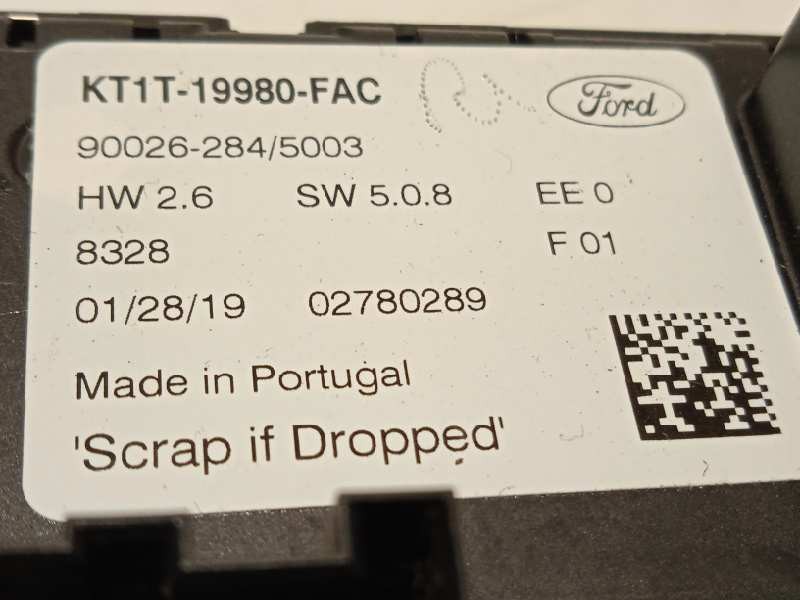 KT1T-19980-FAC
Ford
90026-284/5003
HW 2.6 SW 5.0.8 EE 0
8328 F 01
01/28/19 02780289
Made in Portugal
'Scrap if Dropped'